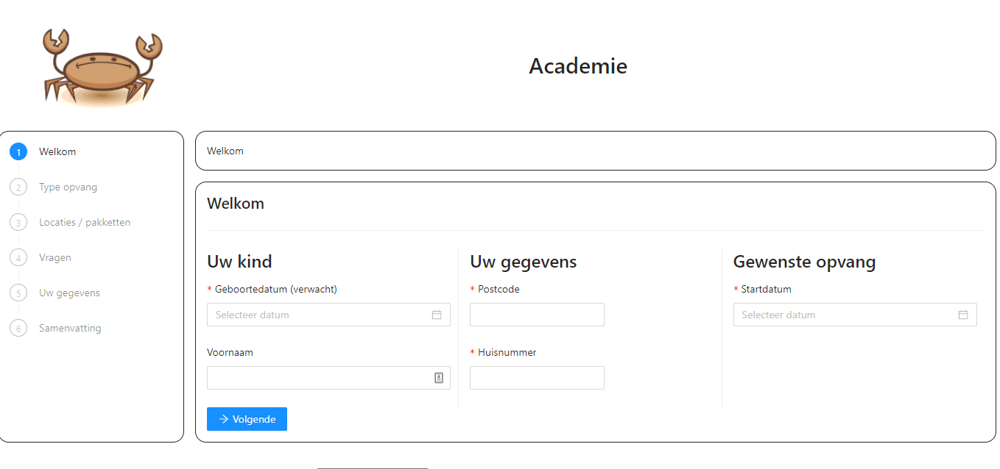 Academie
1 Welkom
2 Type opvang
3 Locaties / pakketten
4 Vragen
5 Uw gegevens
6 Samenvatting
Welkom
Welkom
Uw kind
* Geboortedatum (verwacht)
Selecteer datum
Voornaam
Uw gegevens
* Postcode
* Huisnummer
Gewenste opvang
* Startdatum
Selecteer datum
Volgende